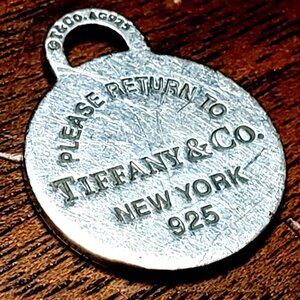 ©T&CO.AG925
PLEASE RETURN TO
TIFFANY & CO.
NEW YORK
925